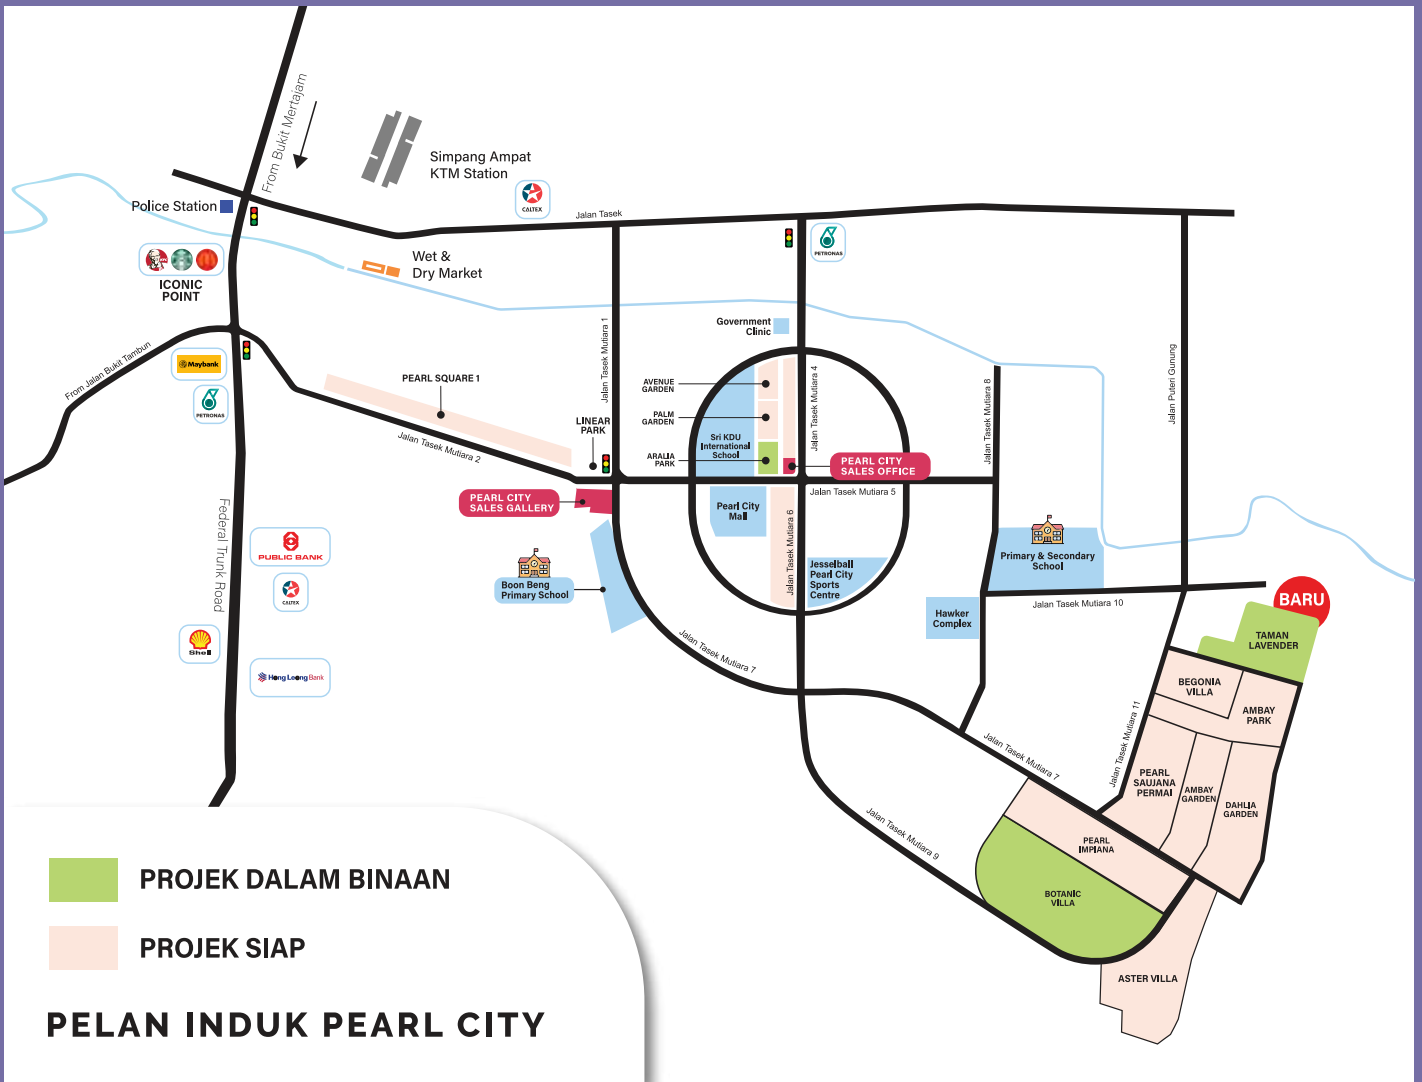 From Bukit Mertajam
Simpang Ampat
KTM Station
CALTEX
Police Station
Jalan Tasek
PETRONAS
Wet &
Dry Market
KFC
ICONIC
POINT
From Jalan Bukit Tambun
Maybank
PETRONAS
Government
Clinic
Jalan Tasek Mutiara 1
PEARL SQUARE 1
AVENUE
GARDEN
PALM
GARDEN
ARALIA
PARK
Sri KDU
International
School
LINEAR
PARK
Jalan Tasek Mutiara 2
Jalan Tasek Mutiara 4
Jalan Tasek Mutiara 8
Jalan Puteri Gunung
PEARL CITY
SALES OFFICE
PEARL CITY
SALES GALLERY
Jalan Tasek Mutiara 5
Pearl City
Mall
Jalan Tasek Mutiara 6
Federal Trunk Road
PUBLIC BANK
CALTEX
Shell
HongLeong Bank
Boon Beng
Primary School
Jesselball
Pearl City
Sports
Centre
Primary & Secondary
School
Hawker
Complex
Jalan Tasek Mutiara 10
BARU
TAMAN
LAVENDER
Jalan Tasek Mutiara 7
BEGONIA
VILLA
AMBAY
PARK
Jalan Tasek Mutiara 11
Jalan Tasek Mutiara 7
PEARL
SAUJANA
PERMAI
AMBAY
GARDEN
DAHLIA
GARDEN
Jalan Tasek Mutiara 9
PEARL
IMPIANA
BOTANIC
VILLA
ASTER VILLA
PROJEK DALAM BINAAN
PROJEK SIAP
PELAN INDUK PEARL CITY